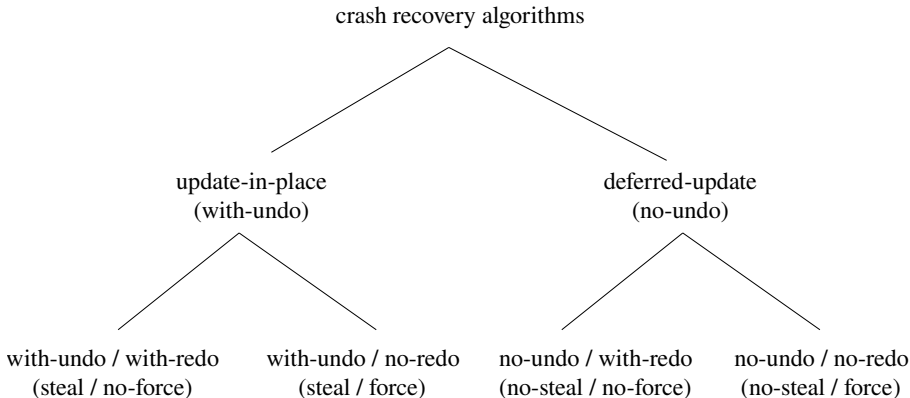 crash recovery algorithms
update-in-place
(with-undo)
deferred-update
(no-undo)
with-undo / with-redo
(steal / no-force)
with-undo / no-redo
(steal / force)
no-undo / with-redo
(no-steal / no-force)
no-undo / no-redo
(no-steal / force)